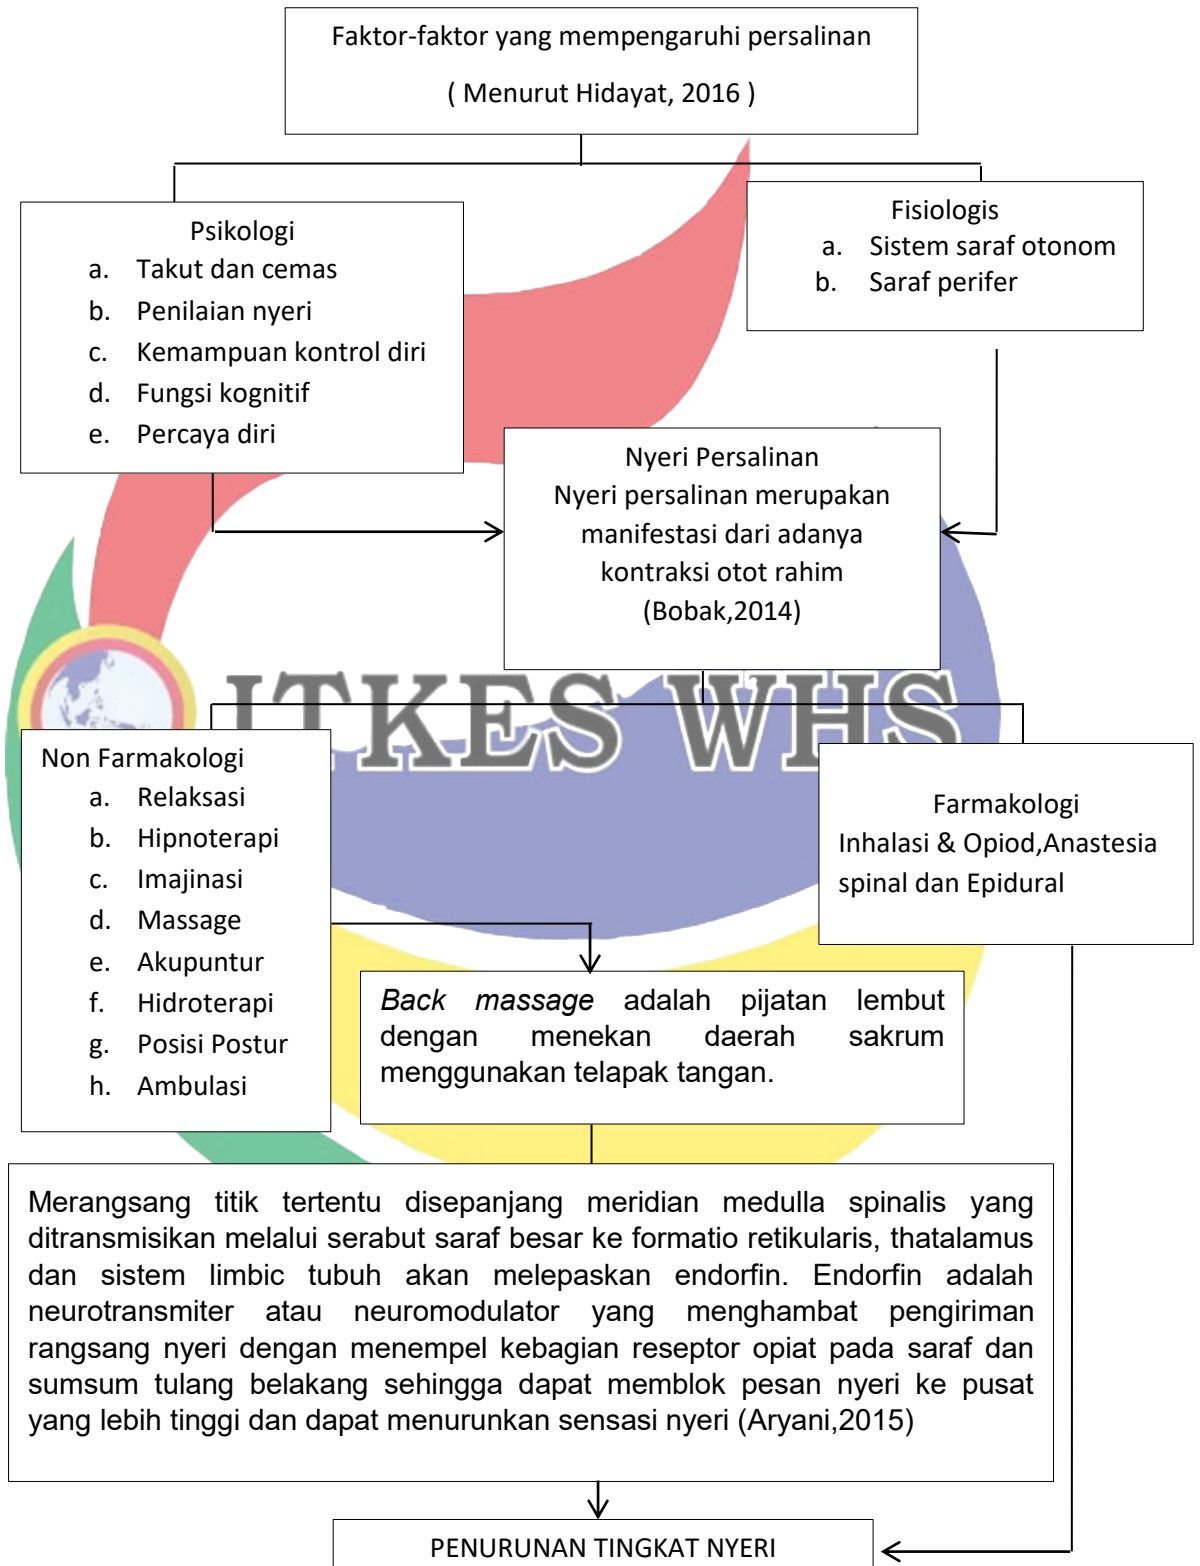 Faktor-faktor yang mempengaruhi persalinan
( Menurut Hidayat, 2016 )
Psikologi
a. Takut dan cemas
b. Penilaian nyeri
c. Kemampuan kontrol diri
d. Fungsi kognitif
e. Percaya diri
Fisiologis
a. Sistem saraf otonom
b. Saraf perifer
Nyeri Persalinan
Nyeri persalinan merupakan
manifestasi dari adanya
kontraksi otot rahim
(Bobak,2014)
ITKES WHS
Non Farmakologi
a. Relaksasi
b. Hipnoterapi
c. Imajinasi
d. Massage
e. Akupuntur
f. Hidroterapi
g. Posisi Postur
h. Ambulasi
Farmakologi
Inhalasi & Opiod,Anastesia
spinal dan Epidural
Back massage adalah pijatan lembut
dengan menekan daerah sakrum
menggunakan telapak tangan.
Merangsang titik tertentu disepanjang meridian medulla spinalis yang
ditransmisikan melalui serabut saraf besar ke formatio retikularis, thatalamus
dan sistem limbic tubuh akan melepaskan endorfin. Endorfin adalah
neurotransmiter atau neuromodulator yang menghambat pengiriman
rangsang nyeri dengan menempel kebagian reseptor opiat pada saraf dan
sumsum tulang belakang sehingga dapat memblok pesan nyeri ke pusat
yang lebih tinggi dan dapat menurunkan sensasi nyeri (Aryani,2015)
PENURUNAN TINGKAT NYERI